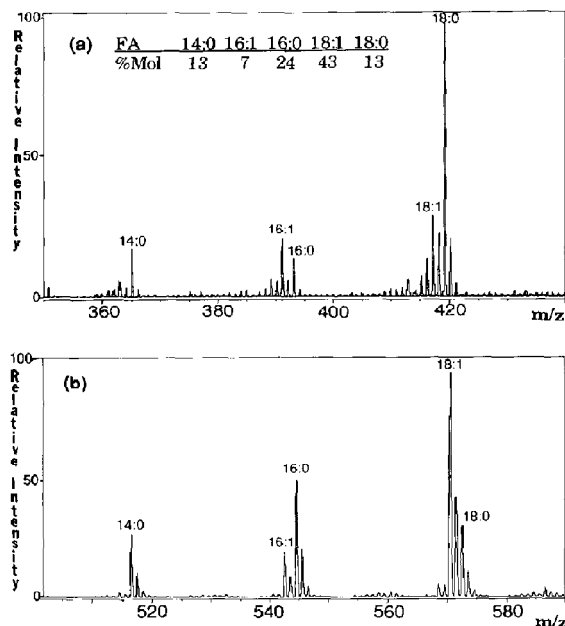 Relative Intensity
100
50
0
(a) FA 14:0 16:1 16:0 18:1 18:0
%Mol 13 7 24 43 13
18:0
18:1
16:1
16:0
14:0
360 380 400 420 m/z
Relative Intensity
100
50
0
(b)
18:1
16:0
18:0
14:0
16:1
520 540 560 580 m/z